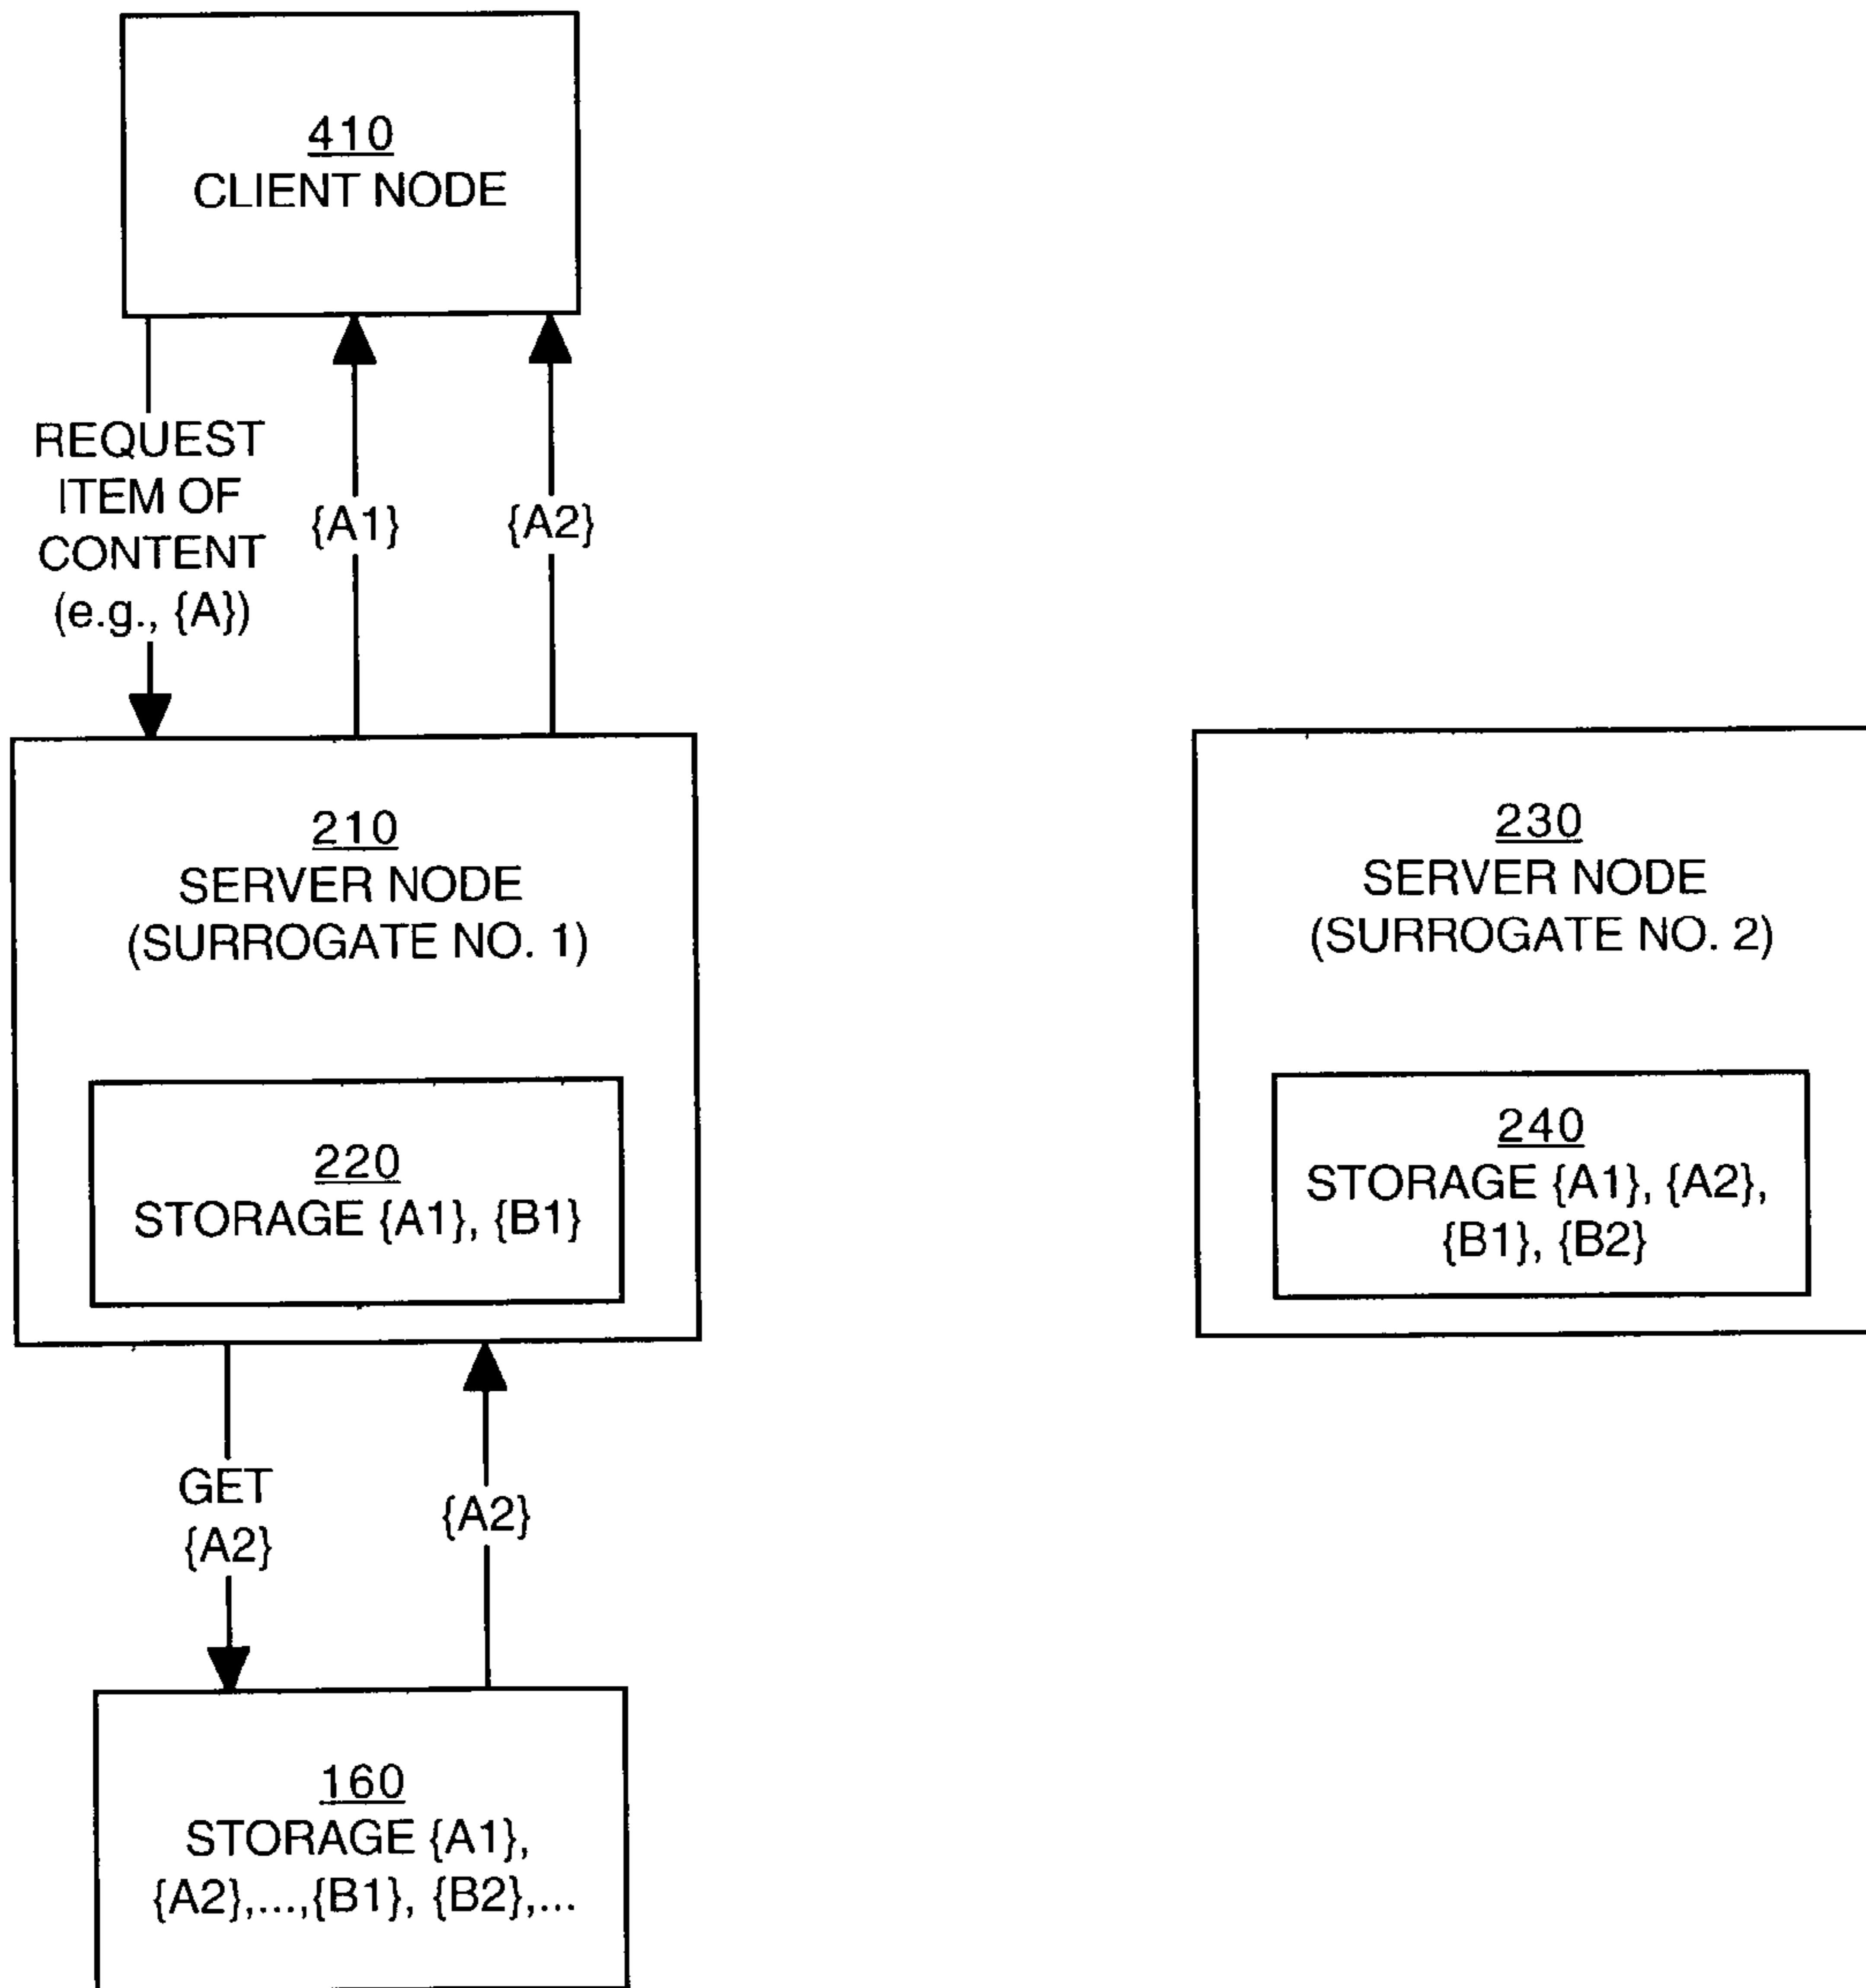 410
CLIENT NODE
REQUEST
ITEM OF
CONTENT
(e.g., {A})
{A1}
{A2}
210
SERVER NODE
(SURROGATE NO. 1)
220
STORAGE {A1}, {B1}
230
SERVER NODE
(SURROGATE NO. 2)
240
STORAGE {A1}, {A2},
{B1}, {B2}
GET
{A2}
{A2}
160
STORAGE {A1},
{A2},...,{B1}, {B2},...